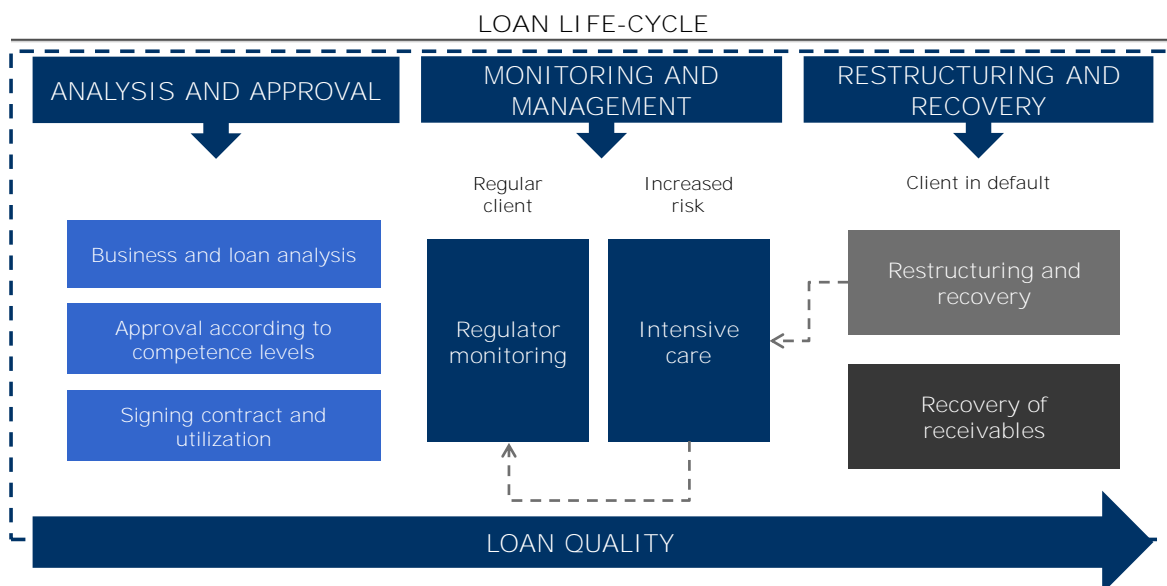 LOAN LIFE-CYCLE
ANALYSIS AND APPROVAL
MONITORING AND
MANAGEMENT
RESTRUCTURING AND
RECOVERY
Regular
client
Increased
risk
Client in default
Business and loan analysis
Approval according to
competence levels
Signing contract and
utilization
Regulator
monitoring
Intensive
care
Restructuring and
recovery
Recovery of
receivables
LOAN QUALITY